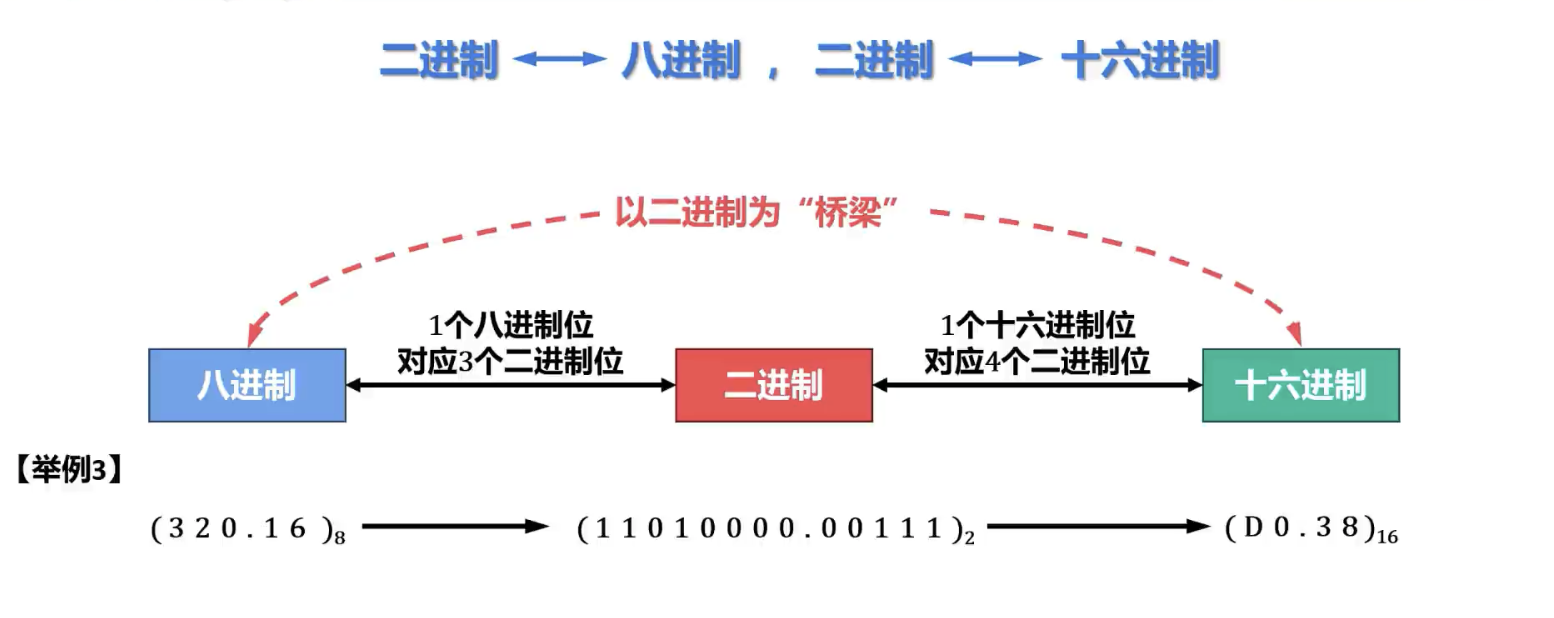 二进制 八进制 , 二进制 十六进制
以二进制为“桥梁”
1个八进制位
对应3个二进制位
1个十六进制位
对应4个二进制位
八进制
二进制
十六进制
【举例3】
(320.16)8 (11010000.00111)2 (D0.38)16